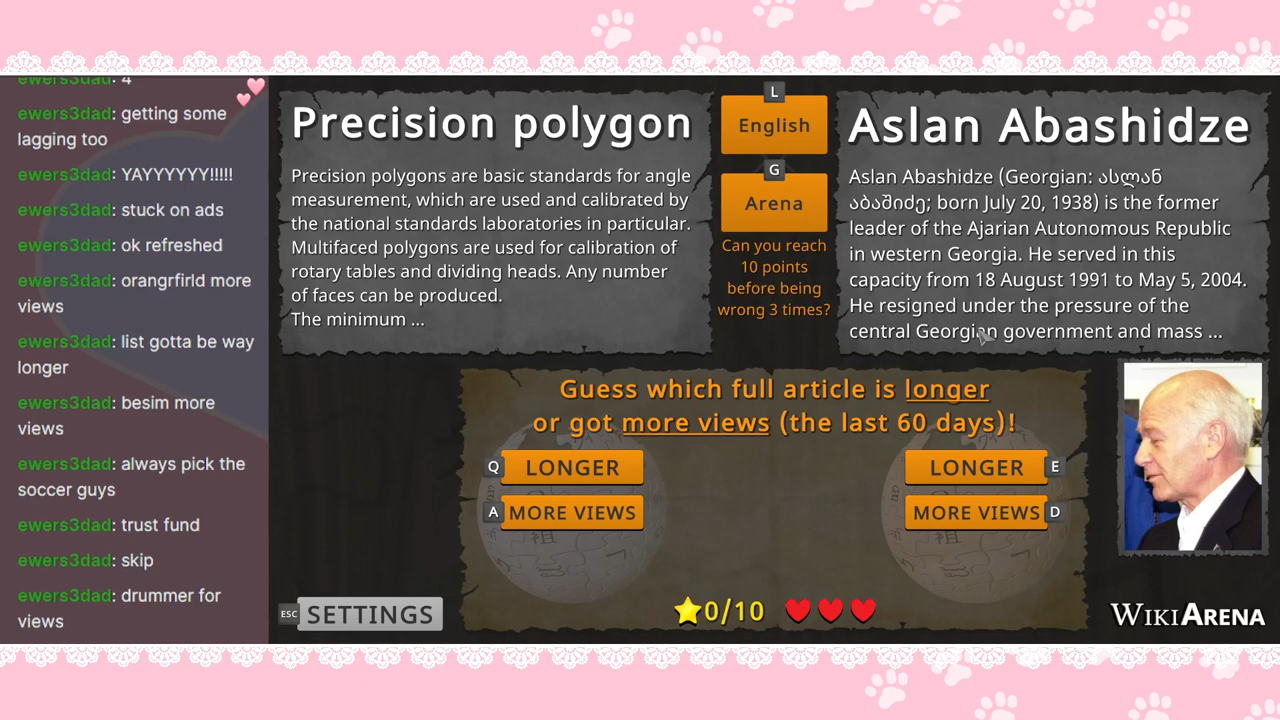 ewers3dad: 4
ewers3dad: getting some
lagging too
ewers3dad: YAYYYYYY!!!!!
ewers3dad: stuck on ads
ewers3dad: ok refreshed
ewers3dad: orangrfirld more
views
ewers3dad: list gotta be way
longer
ewers3dad: besim more
views
ewers3dad: always pick the
soccer guys
ewers3dad: trust fund
ewers3dad: skip
ewers3dad: drummer for
views
Precision polygon
Precision polygons are basic standards for angle
measurement, which are used and calibrated by
the national standards laboratories in particular.
Multifaced polygons are used for calibration of
rotary tables and dividing heads. Any number
of faces can be produced.
The minimum ...
L
English
G
Arena
Can you reach
10 points
before being
wrong 3 times?
Aslan Abashidze
Aslan Abashidze (Georgian: ასლან
აბაშიძე; born July 20, 1938) is the former
leader of the Ajarian Autonomous Republic
in western Georgia. He served in this
capacity from 18 August 1991 to May 5, 2004.
He resigned under the pressure of the
central Georgian government and mass ...
Guess which full article is longer
or got more views (the last 60 days)!
Q LONGER
A MORE VIEWS
LONGER E
MORE VIEWS D
ESC SETTINGS
0/10
WIKIARENA